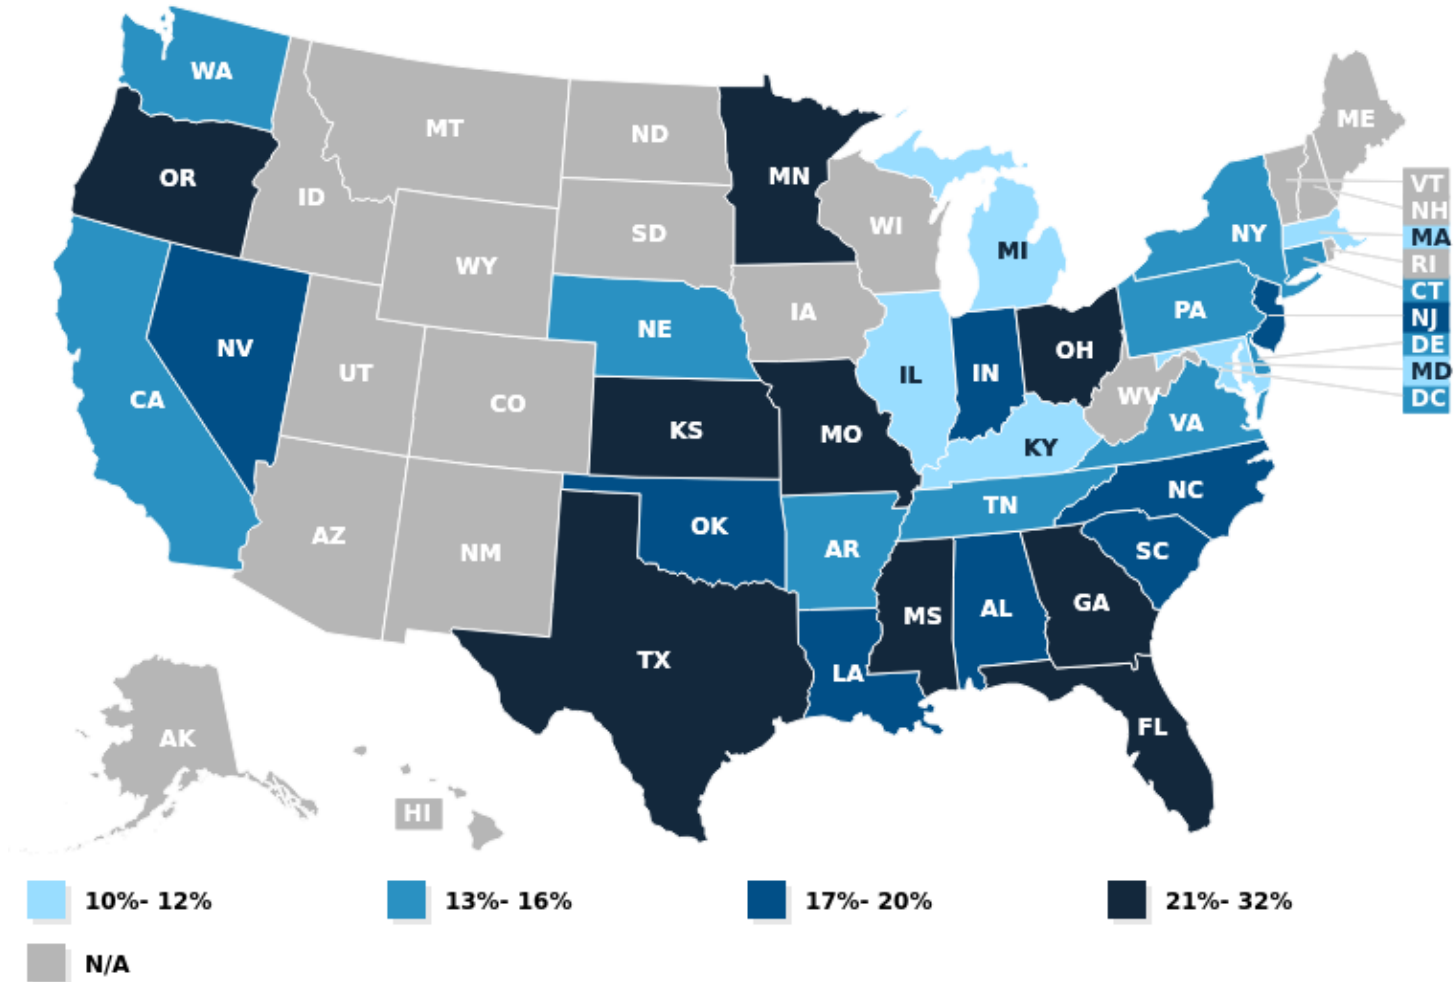 WA
MT
ND
MN
ME
OR
ID
SD
WI
MI
NY
VT
NH
MA
RI
CT
NJ
DE
MD
DC
WY
IA
NE
PA
NV
UT
CO
IL
IN
OH
WV
VA
CA
KS
MO
KY
NC
AZ
NM
OK
AR
TN
SC
TX
LA
MS
AL
GA
FL
AK
HI
10%- 12%
13%- 16%
17%- 20%
21%- 32%
N/A